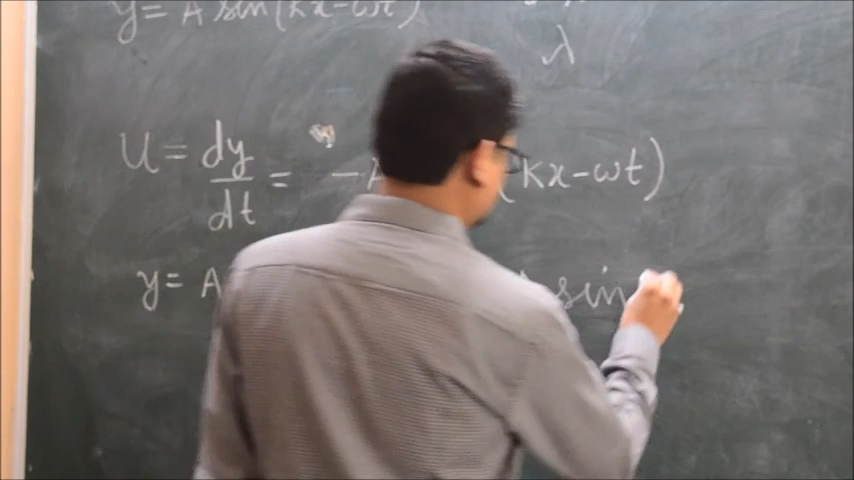 y = A sin(kx-ωt)
λ
U = dy/dt = -A (kx-ωt)
y = A sin